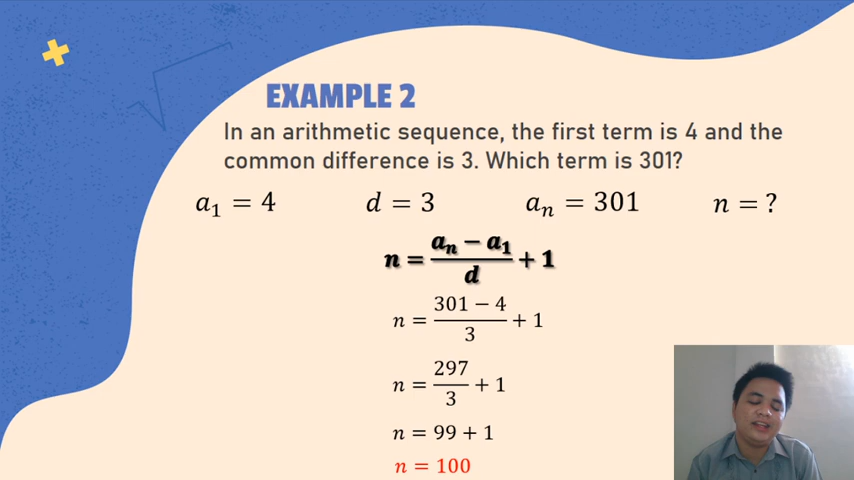 EXAMPLE 2
In an arithmetic sequence, the first term is 4 and the
common difference is 3. Which term is 301?
a₁ = 4 d = 3 aₙ = 301 n = ?
n = (aₙ − a₁)/d + 1
n = (301 − 4)/3 + 1
n = 297/3 + 1
n = 99 + 1
n = 100